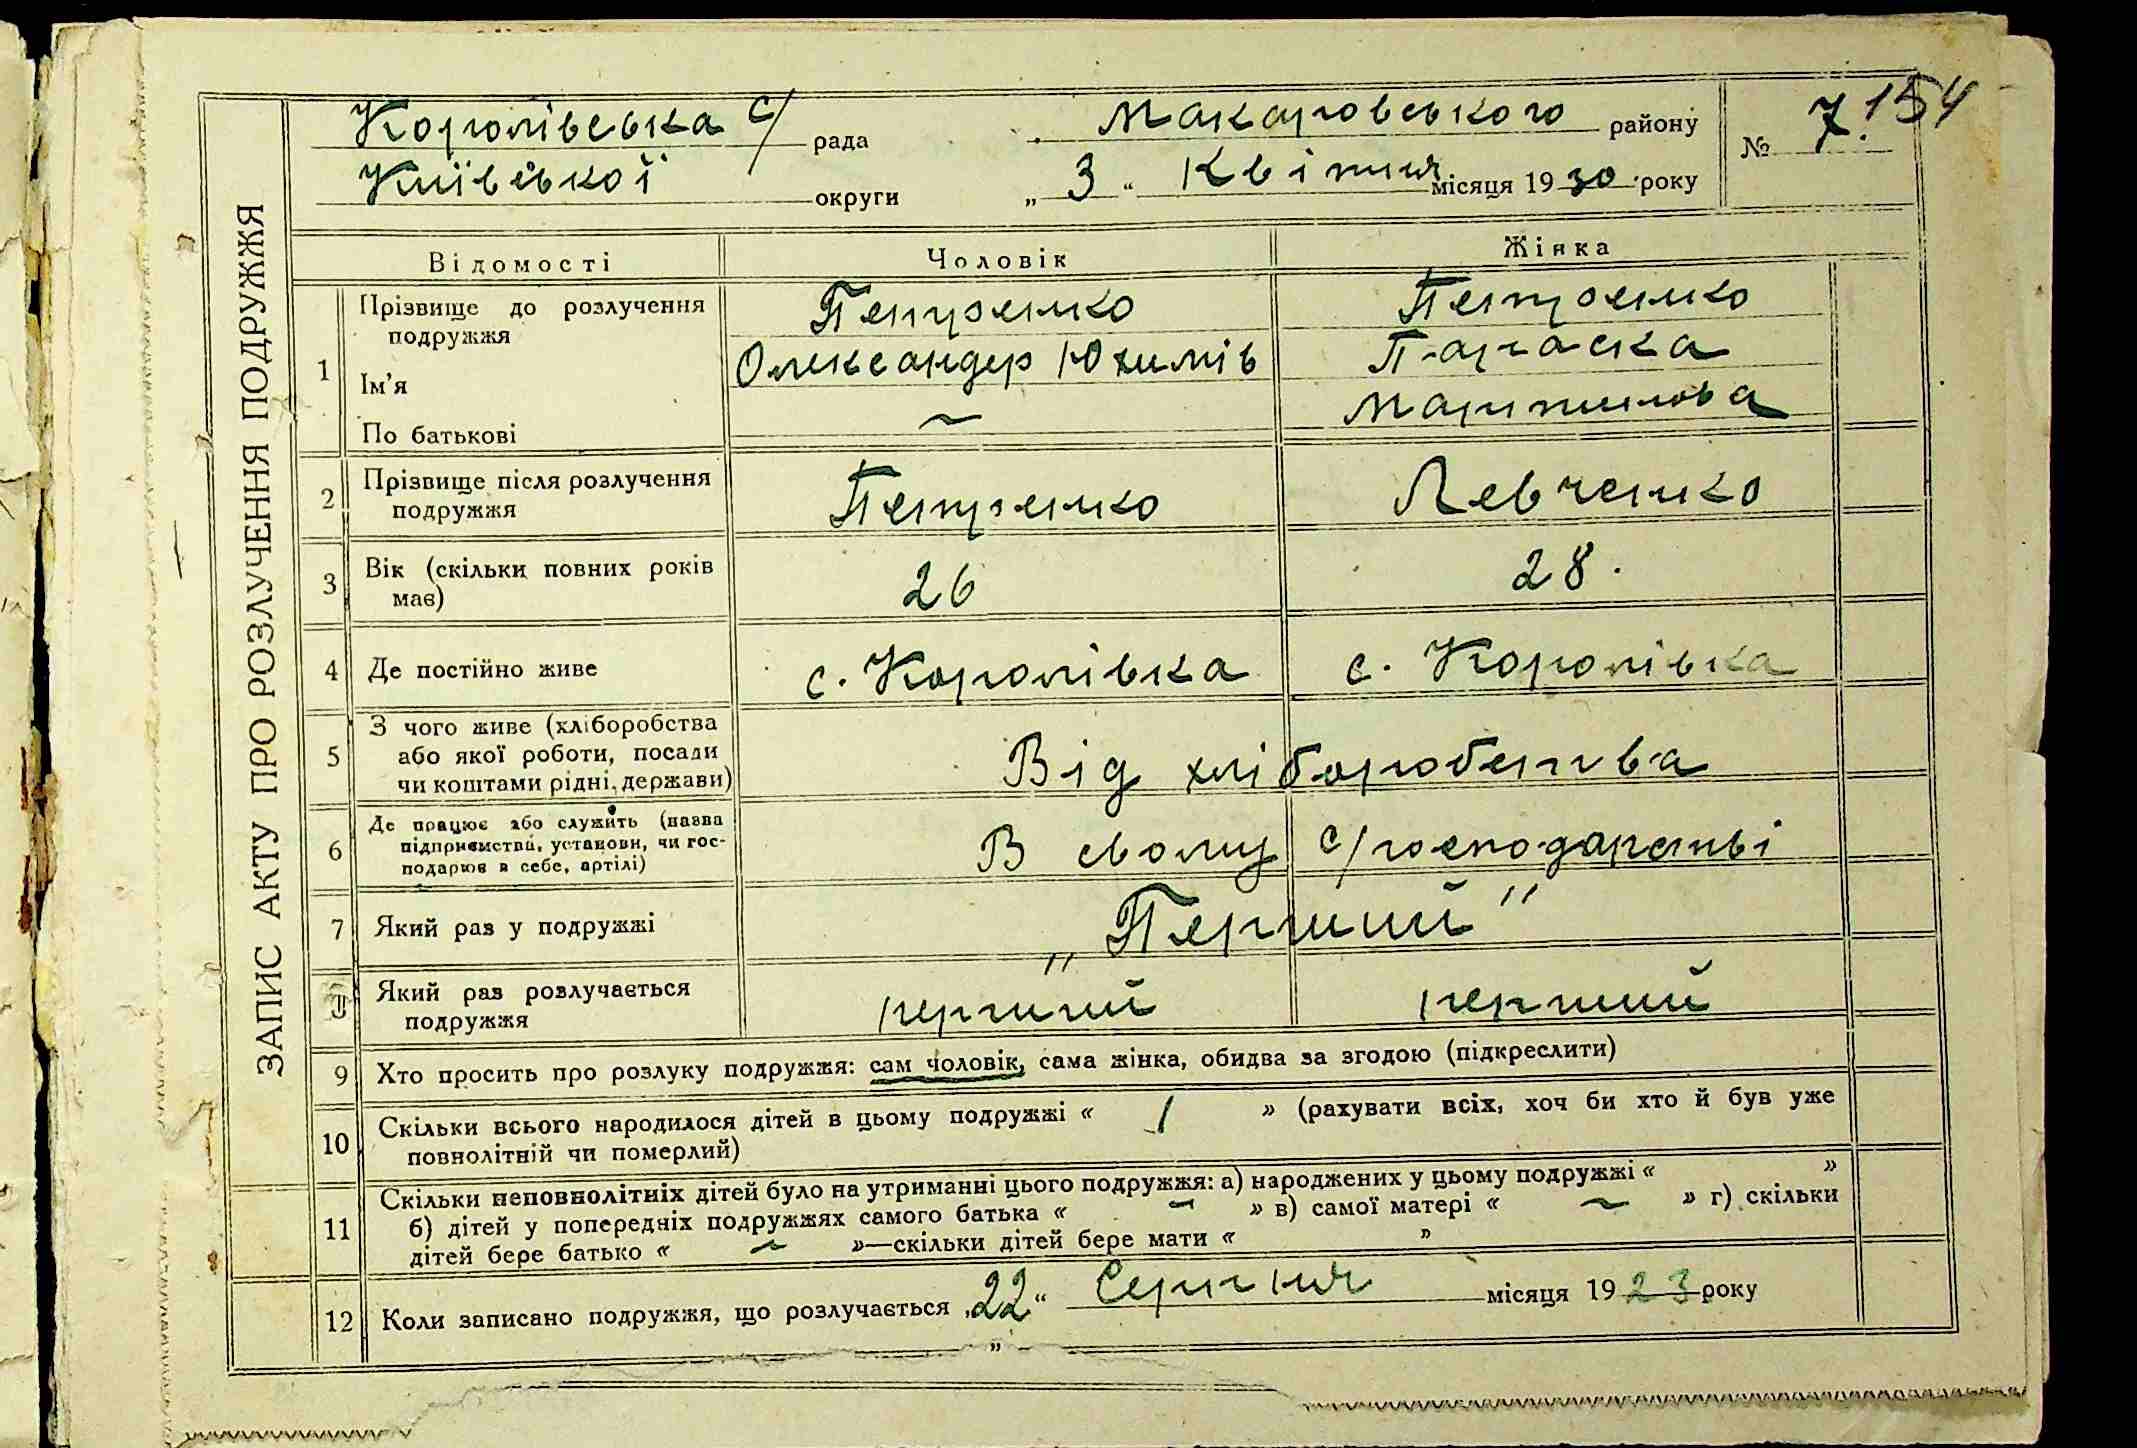 ЗАПИС АКТУ ПРО РОЗЛУЧЕННЯ ПОДРУЖЖЯ
Королівська с/ рада Макаровського району № 7. 154
Київської округи „ 3 “ Квітня місяця 1930 року
Відомості Чоловік Жінка
1 Прізвище до розлучення подружжя Петренко Петренко
Ім'я Олександер Юхимів Параска
По батькові ~ Мартинова
2 Прізвище після розлучення подружжя Петренко Левченко
3 Вік (скільки повних років має) 26 28.
4 Де постійно живе с. Королівка с. Королівка
5 З чого живе (хліборобства або якої роботи, посади чи коштами рідні, держави) Від хліборобства
6 Де працює або служить (назва підприємства, установи, чи господарює в себе, артілі) В свому с/господарстві
7 Який раз у подружжі „Перший"
8 Який раз розлучається подружжя перший перший
9 Хто просить про розлуку подружжя: сам чоловік, сама жінка, обидва за згодою (підкреслити)
10 Скільки всього народилося дітей в цьому подружжі « 1 » (рахувати всіх, хоч би хто й був уже
повнолітній чи померлий)
11 Скільки неповнолітніх дітей було на утриманні цього подружжя: а) народжених у цьому подружжі « »
б) дітей у попередніх подружжях самого батька « ~ » в) самої матері « ~ » г) скільки
дітей бере батько « ~ »—скільки дітей бере мати « »
12 Коли записано подружжя, що розлучається „22“ Серпня місяця 1923 року
„